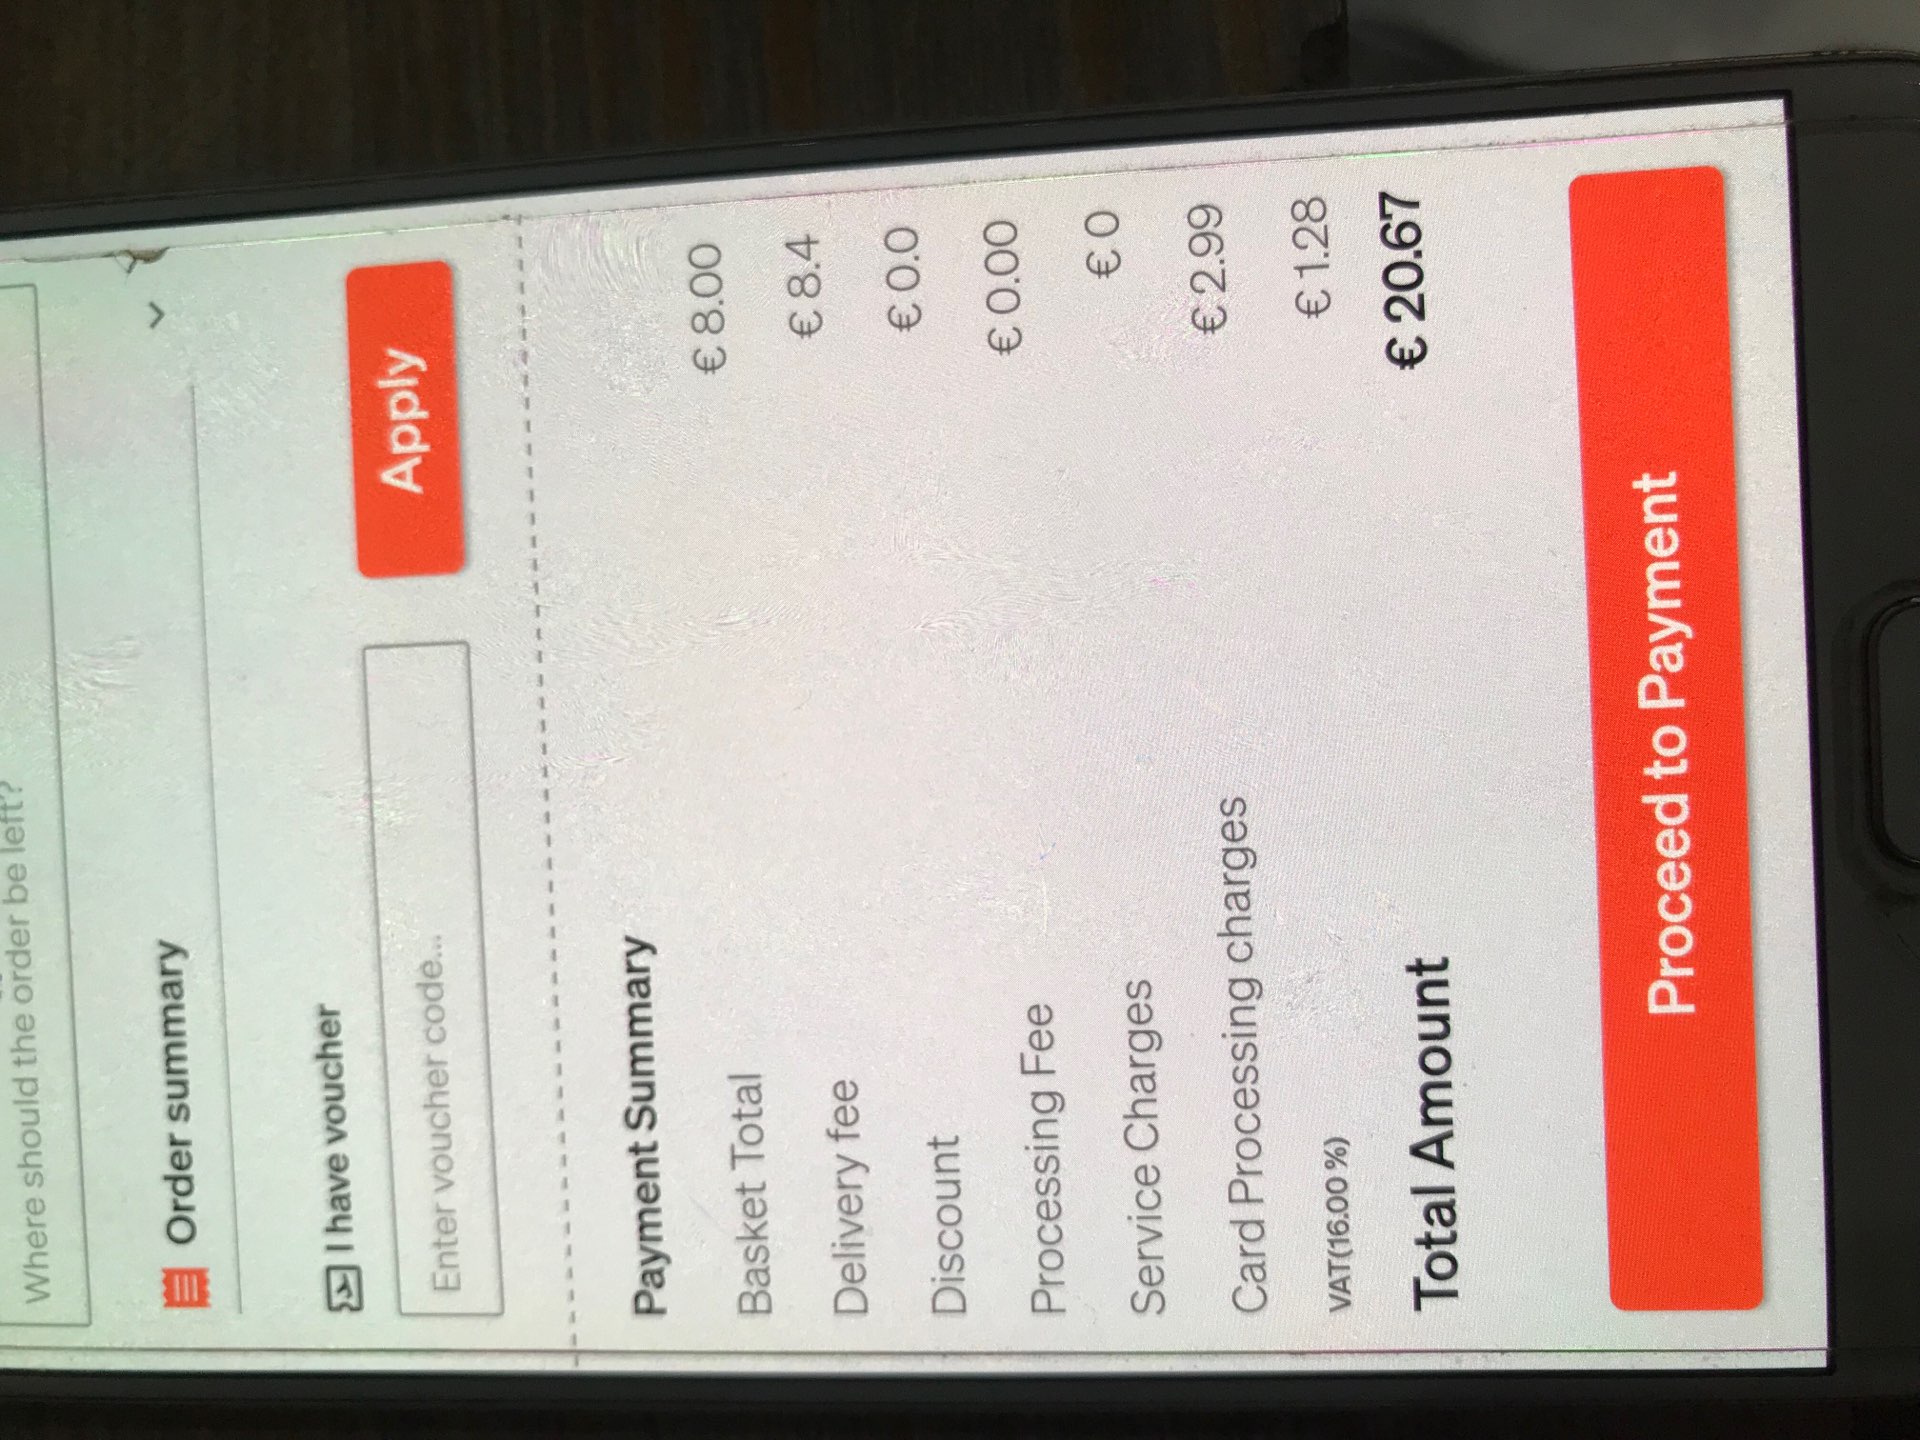 Where should the order be left?
Order summary
I have voucher
Enter voucher code...
Apply
Payment Summary
Basket Total € 8.00
Delivery fee € 8.4
Discount € 0.0
Processing Fee € 0.00
Service Charges € 0
Card Processing charges € 2.99
VAT(16.00%) € 1.28
Total Amount € 20.67
Proceed to Payment